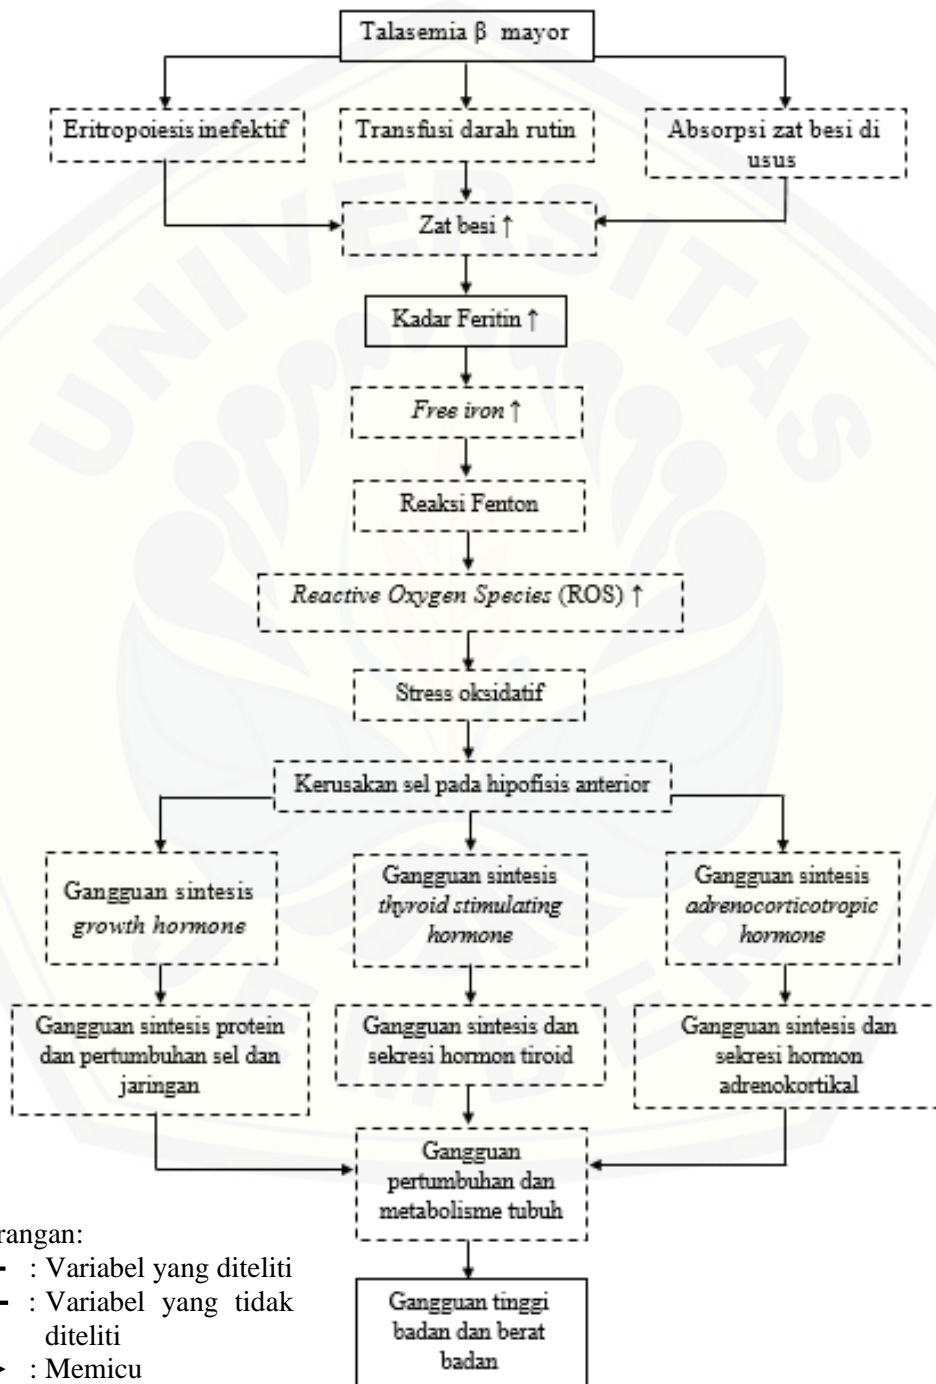 Talasemia β mayor
Eritropoiesis inefektif
Transfusi darah rutin
Absorpsi zat besi di
usus
Zat besi ↑
Kadar Feritin ↑
Free iron ↑
Reaksi Fenton
Reactive Oxygen Species (ROS) ↑
Stress oksidatif
Kerusakan sel pada hipofisis anterior
Gangguan sintesis
growth hormone
Gangguan sintesis
thyroid stimulating
hormone
Gangguan sintesis
adrenocorticotropic
hormone
Gangguan sintesis protein
dan pertumbuhan sel dan
jaringan
Gangguan sintesis dan
sekresi hormon tiroid
Gangguan sintesis dan
sekresi hormon
adrenokortikal
Gangguan
pertumbuhan dan
metabolisme tubuh
Gangguan tinggi
badan dan berat
badan
rangan:
: Variabel yang diteliti
: Variabel yang tidak
diteliti
: Memicu
UNIVERSITAS
JEMBER